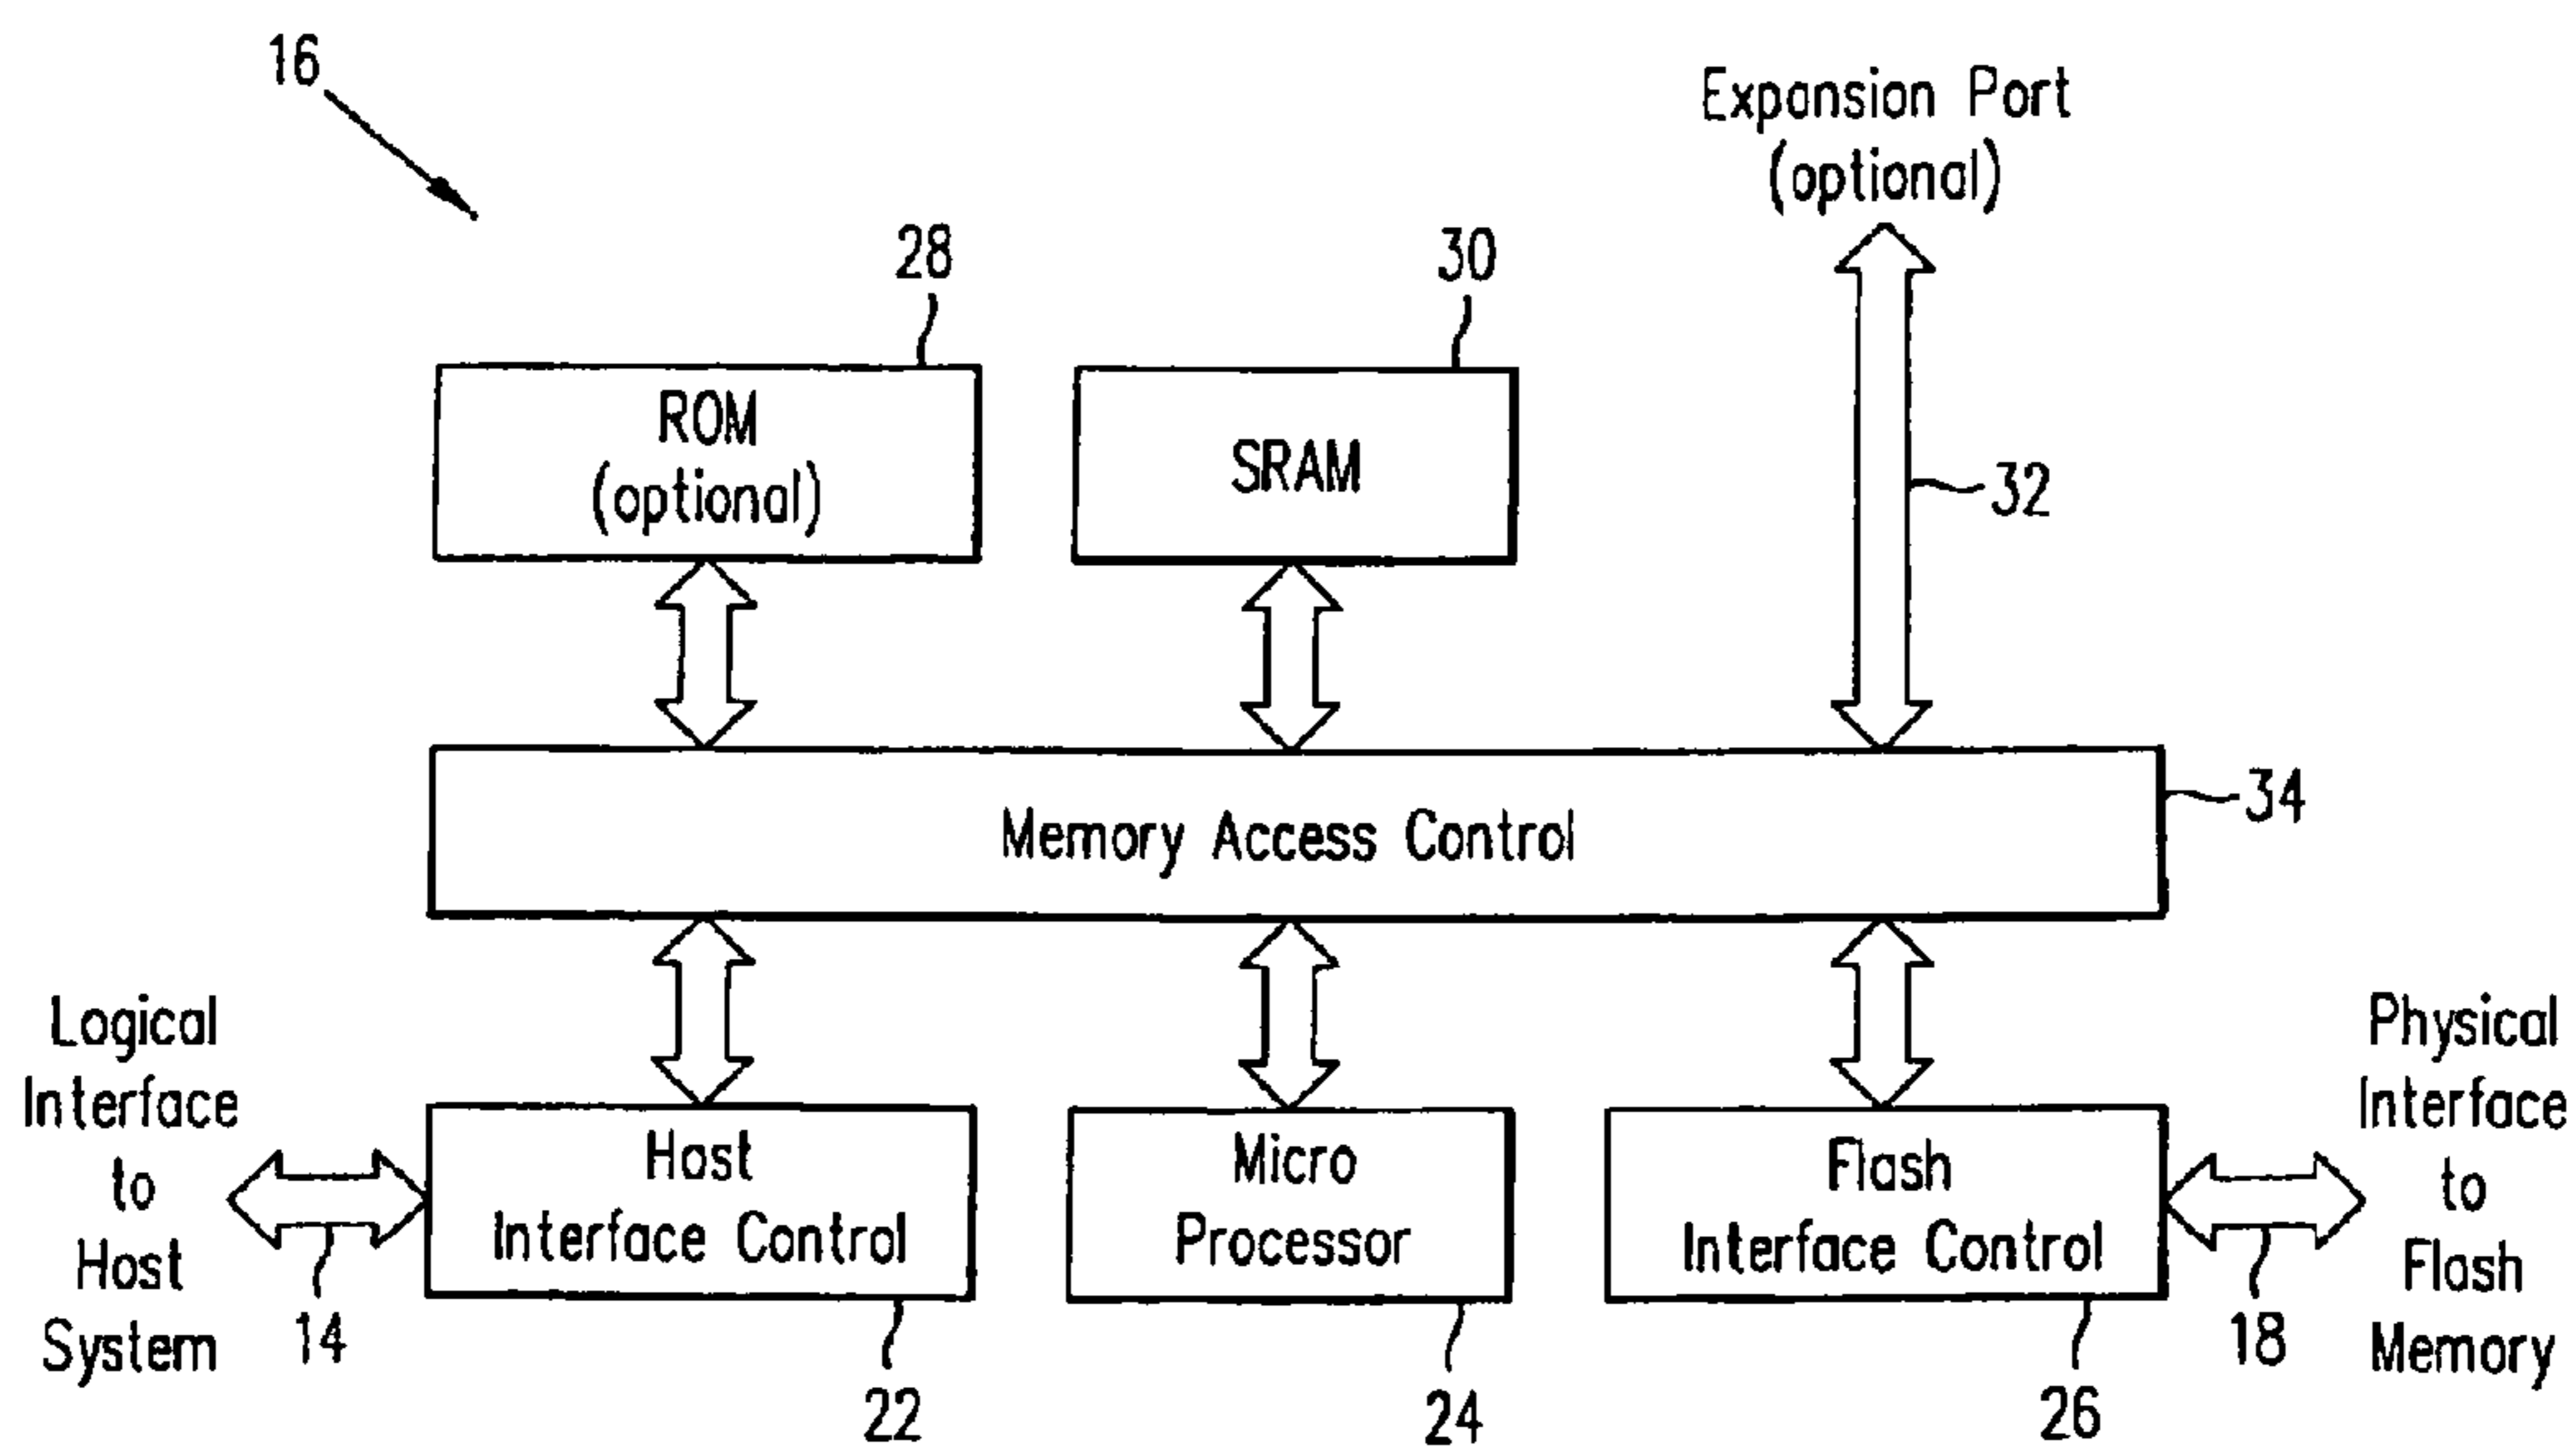 16
Expansion Port
(optional)
28
30
ROM
(optional)
SRAM
32
34
Memory Access Control
Logical
Interface
to
Host
System
14
Host
Interface Control
22
Micro
Processor
24
Flash
Interface Control
26
18
Physical
Interface
to
Flash
Memory